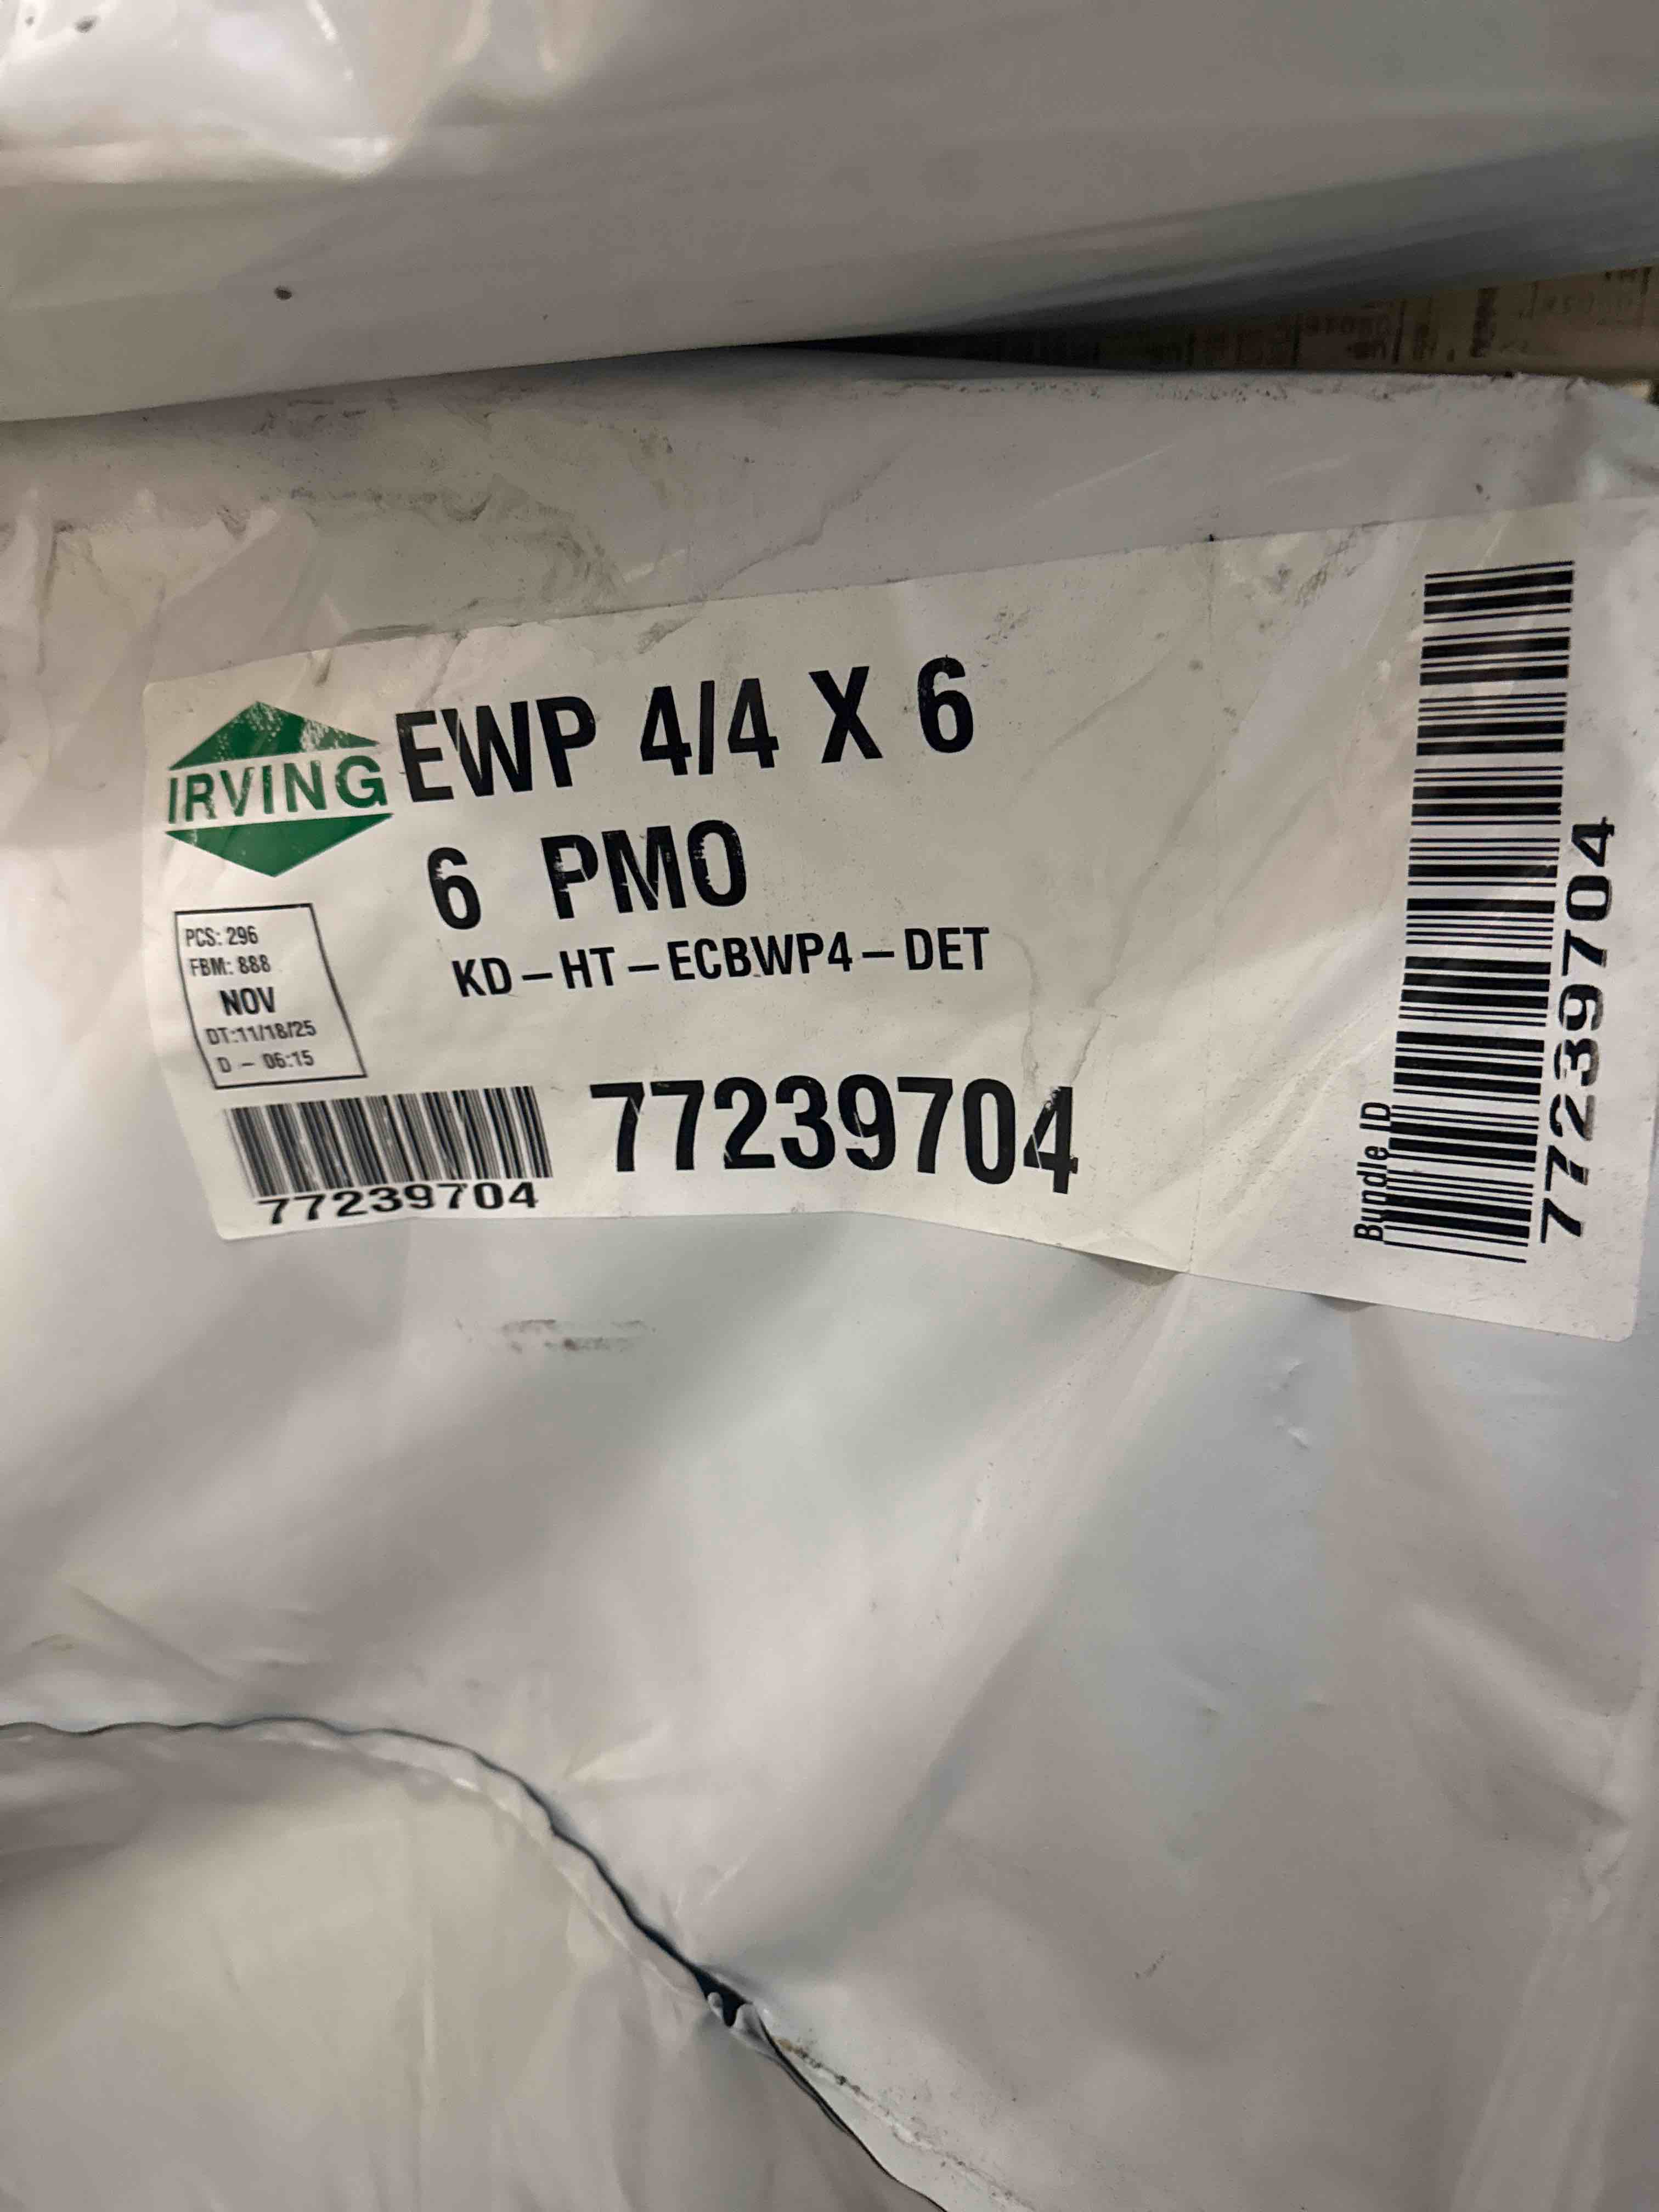 IRVING
EWP 4/4 X 6
6 PMO
KD-HT-ECBWP4-DET
PCS: 296
FBM: 888
NOV
DT:11/18/25
D - 06:15
77239704
77239704
Bundle ID
77239704